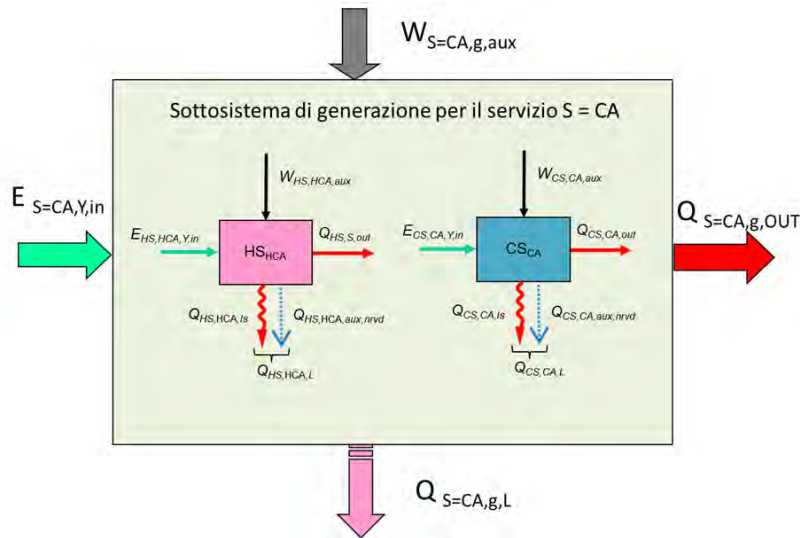 W S=CA,g,aux
Sottosistema di generazione per il servizio S = CA
E S=CA,Y,in
W HS,HCA,aux
W CS,CA,aux
Q S=CA,g,OUT
E HS,HCA,Y,in
HS HCA
Q HS,S,out
E CS,CA,Y,in
CS CA
Q CS,CA,out
Q HS,HCA,ls
Q HS,HCA,aux,nrvd
Q CS,CA,ls
Q CS,CA,aux,nrvd
Q HS,HCA,L
Q CS,CA,L
Q S=CA,g,L